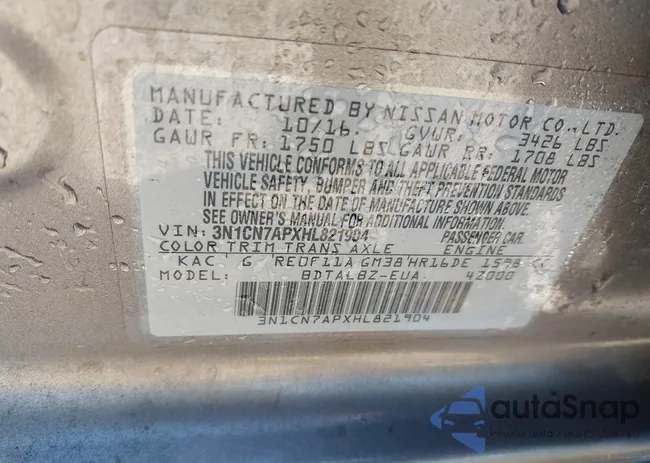 MANUFACTURED BY NISSAN MOTOR CO.,LTD.
DATE: 10/16 GVWR: 3426 LBS
GAWR FR: 1750 LBS GAWR RR: 1708 LBS
THIS VEHICLE CONFORMS TO ALL APPLICABLE FEDERAL MOTOR
VEHICLE SAFETY, BUMPER AND THEFT PREVENTION STANDARDS
IN EFFECT ON THE DATE OF MANUFACTURE SHOWN ABOVE.
SEE OWNER'S MANUAL FOR ADDITIONAL INFORMATION
VIN: 3N1CN7APXHL821904 PASSENGER CAR
COLOR TRIM TRANS AXLE ENGINE
KAC G RE0F11A GM38 HR16DE 1598 CC
BDTALBZ-EUA 4Z000
3N1CN7APXHL821904
autoSnap